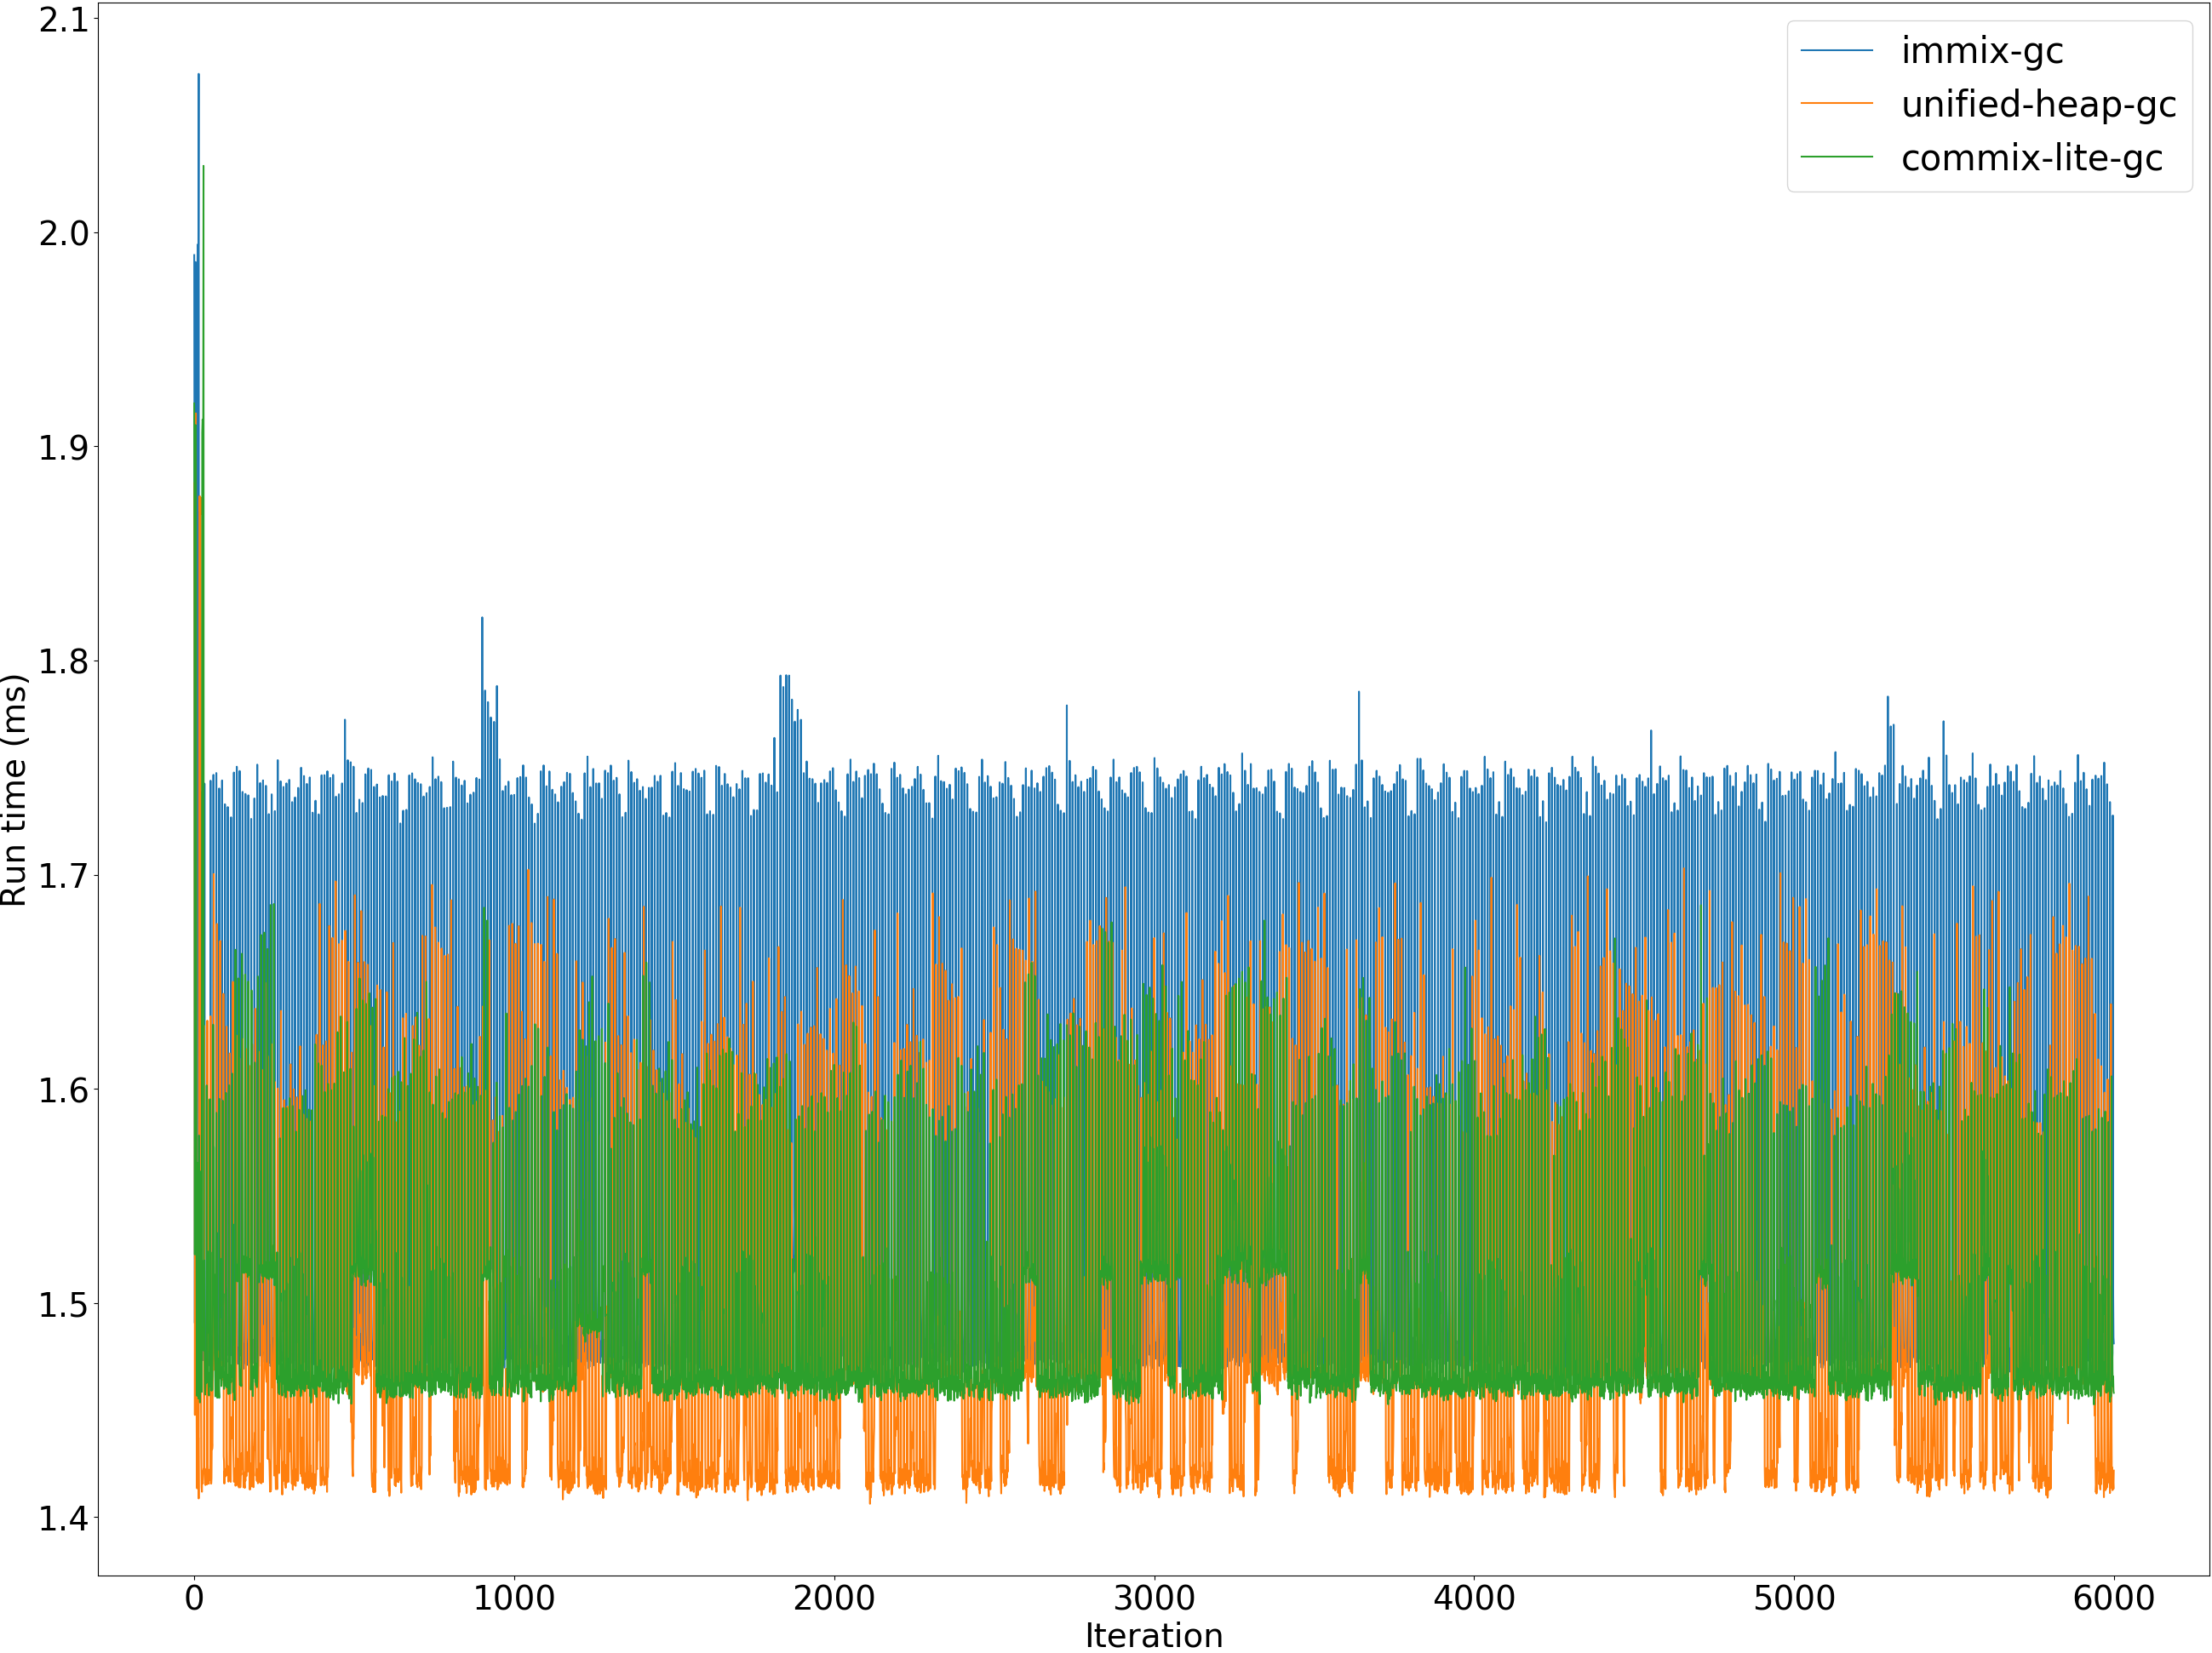 2.1
2.0
1.9
1.8
1.7
1.6
1.5
1.4
Run time (ms)
immix-gc
unified-heap-gc
commix-lite-gc
0 1000 2000 3000 4000 5000 6000
Iteration